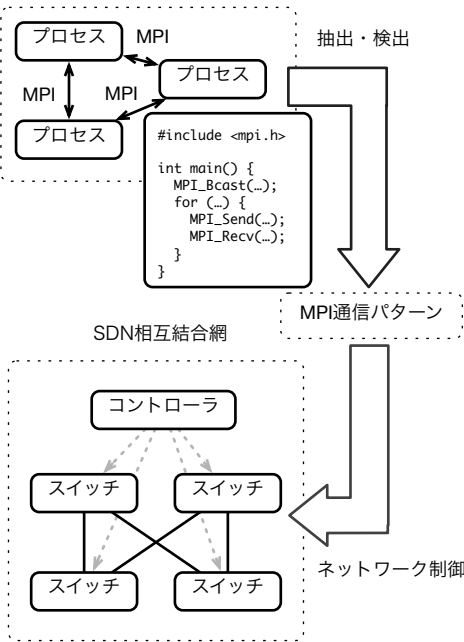 プロセス
MPI
抽出・検出
プロセス
MPI
MPI
プロセス
#include <mpi.h>
int main() {
MPI_Bcast(…);
for (…) {
MPI_Send(…);
MPI_Recv(…);
}
}
MPI通信パターン
SDN相互結合網
コントローラ
スイッチ
スイッチ
ネットワーク制御
スイッチ
スイッチ